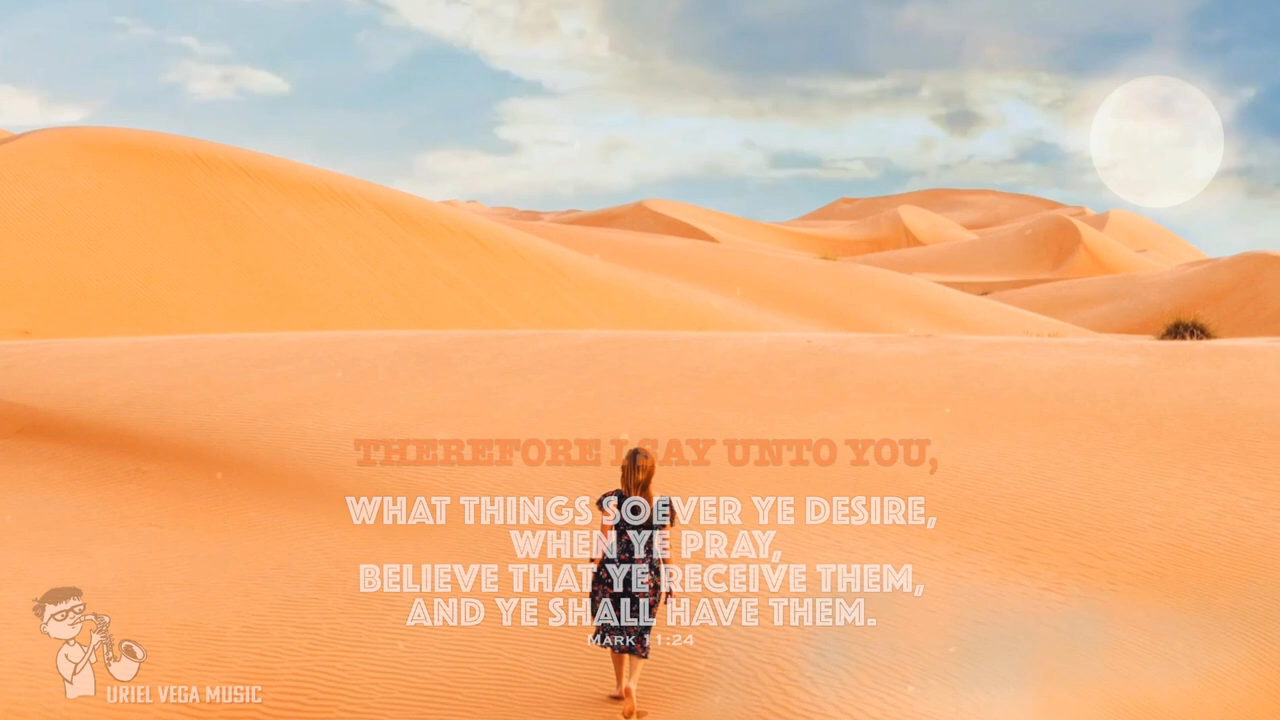 THEREFORE I SAY UNTO YOU,
WHAT THINGS SOEVER YE DESIRE,
WHEN YE PRAY,
BELIEVE THAT YE RECEIVE THEM,
AND YE SHALL HAVE THEM.
MARK 11:24
URIEL VEGA MUSIC